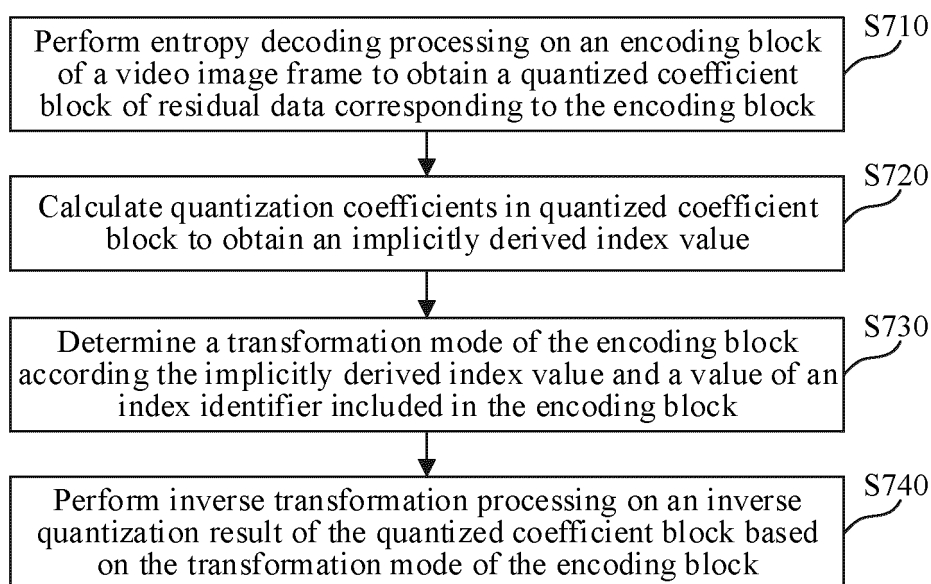 Perform entropy decoding processing on an encoding block
of a video image frame to obtain a quantized coefficient
block of residual data corresponding to the encoding block
S710
Calculate quantization coefficients in quantized coefficient
block to obtain an implicitly derived index value
S720
Determine a transformation mode of the encoding block
according the implicitly derived index value and a value of an
index identifier included in the encoding block
S730
Perform inverse transformation processing on an inverse
quantization result of the quantized coefficient block based
on the transformation mode of the encoding block
S740